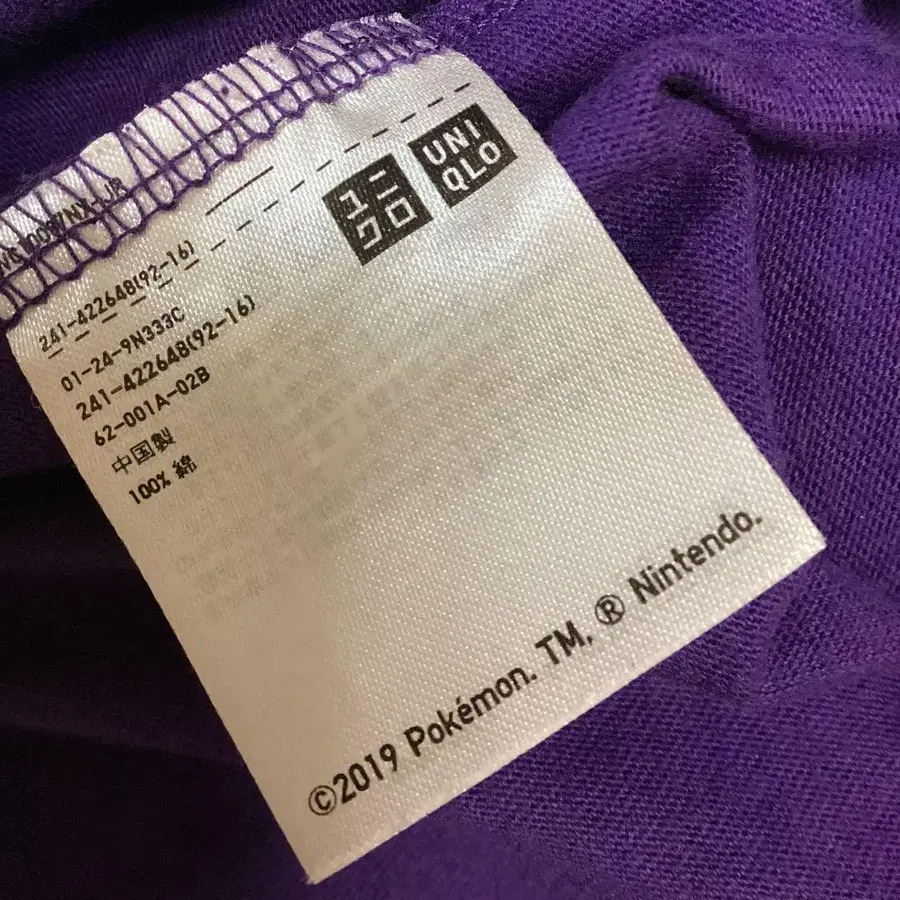 ユニ
クロ
UNI
QLO
241-422648(92-16)
01-24-9N333C
241-422648(92-16)
62-001A-02B
中国製
100% 綿
©2019 Pokémon. TM, ® Nintendo.